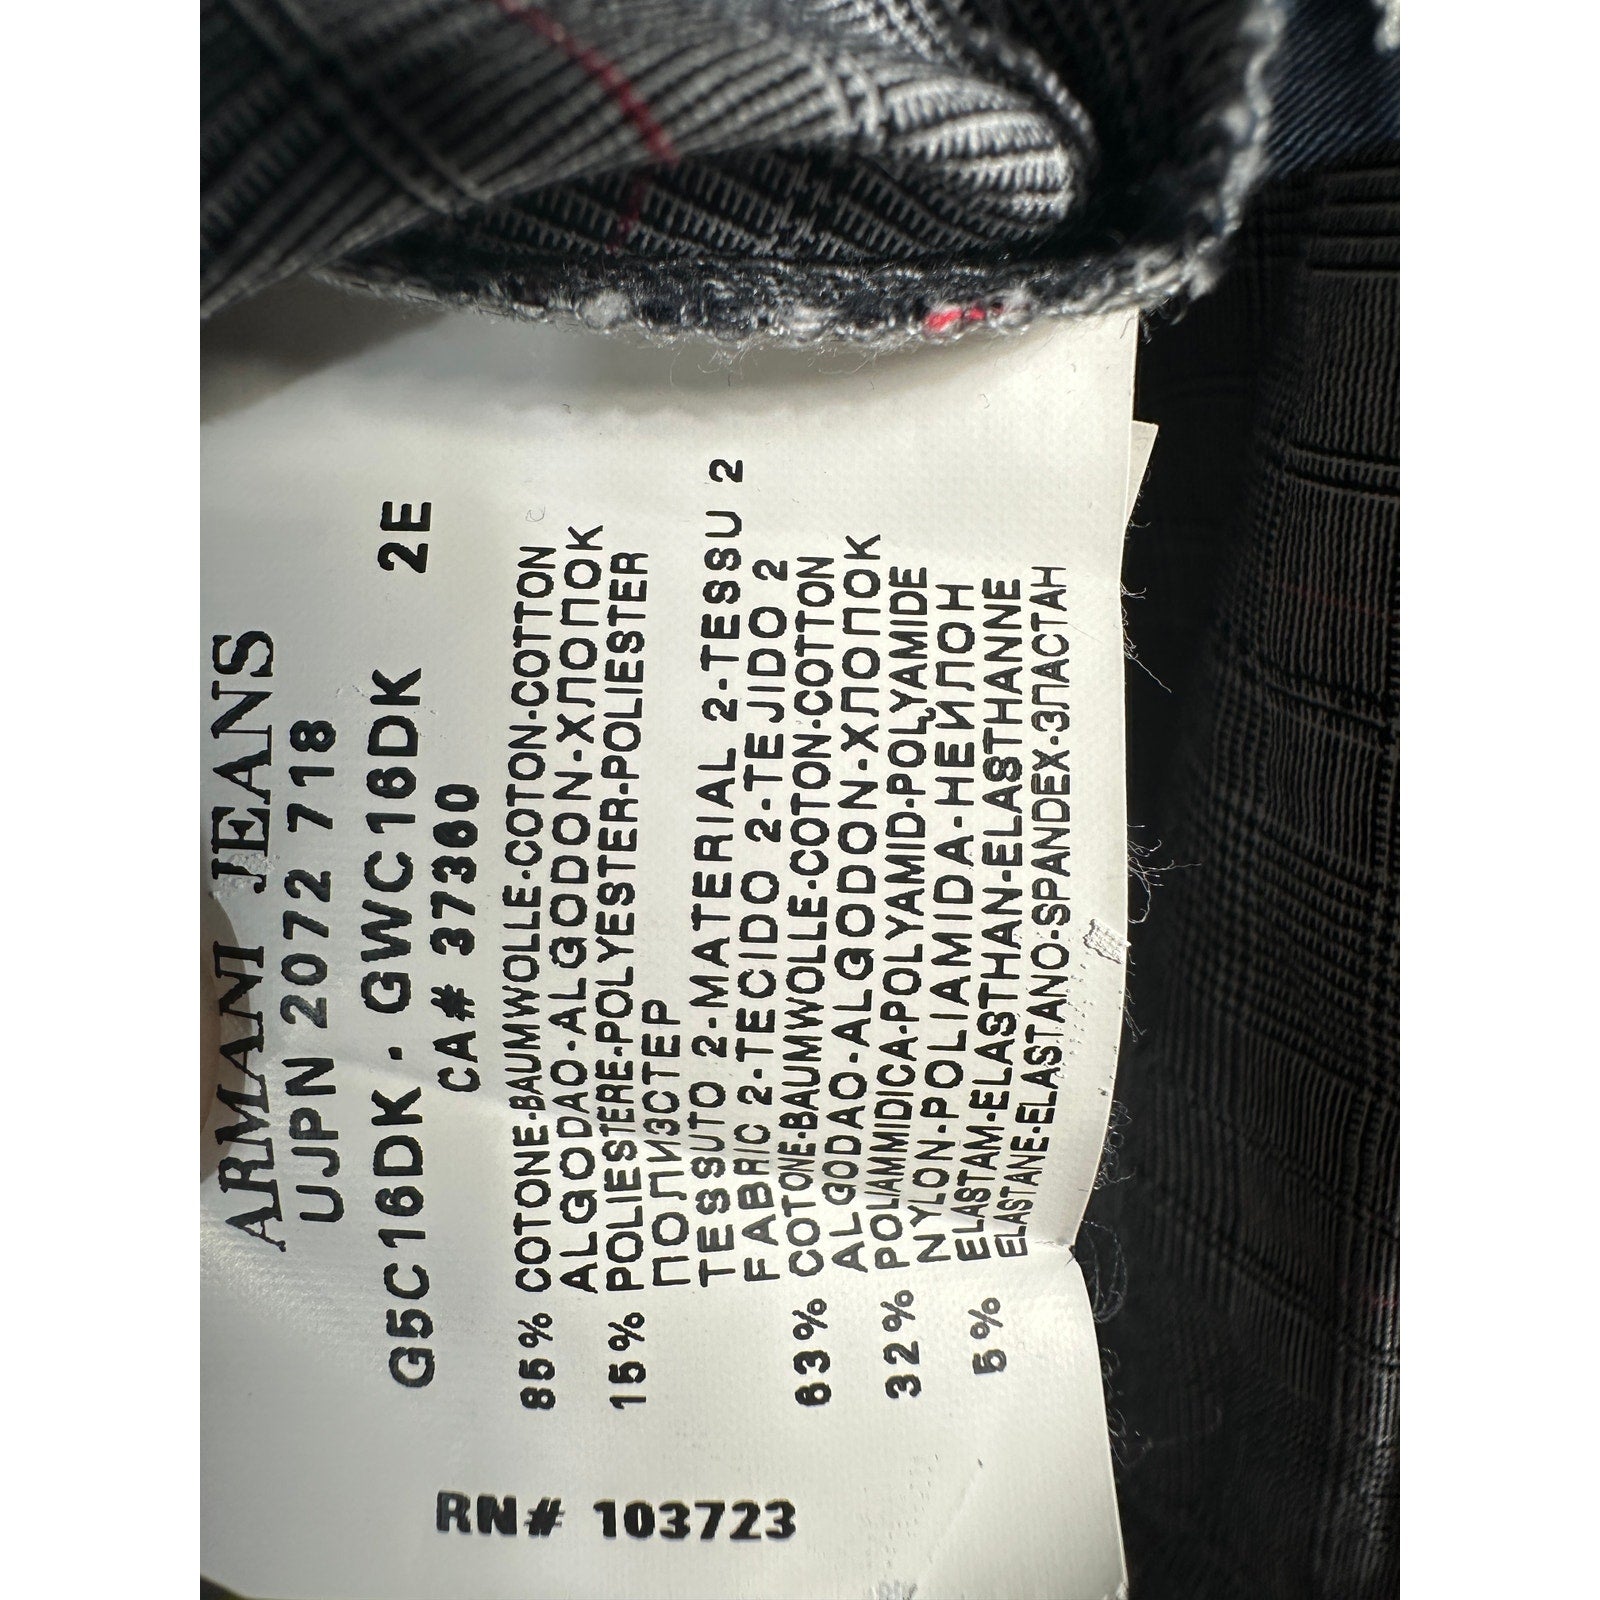 ARMANI JEANS
UJPN 2072 718
G5C16DK. GWC16DK 2E
CA# 37360
85% COTONE-BAUMWOLLE-COTON-COTTON
ALGODAO-ALGODON-ХЛОПОК
15% POLIESTERE-POLYESTER-POLIESTER
ПОЛИЗСТЕР
TESSUTO 2-MATERIAL 2-TESSU 2
FABRIC 2-TECIDO 2-TEJIDO 2
63% COTONE-BAUMWOLLE-COTON-COTTON
ALGODAO-ALGODON-ХЛОПОК
32% POLIAMMIDICA-POLYAMID-POLYAMIDE
NYLON-POLIAMIDA-НЕЙЛОН
5% ELASTAM-ELASTHAN-ELASTHANNE
ELASTANE-ELASTANO-SPANDEX-ЗПАСТАН
RN# 103723